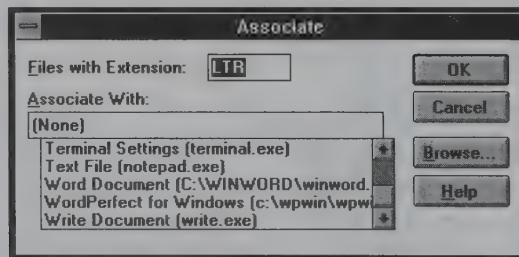 Associate
Files with Extension: LTR
OK
Associate With:
Cancel
(None)
Terminal Settings (terminal.exe)
Text File (notepad.exe)
Browse...
Word Document (C:\WINWORD\winword.
WordPerfect for Windows (c:\wpwin\wpw
Help
Write Document (write.exe)